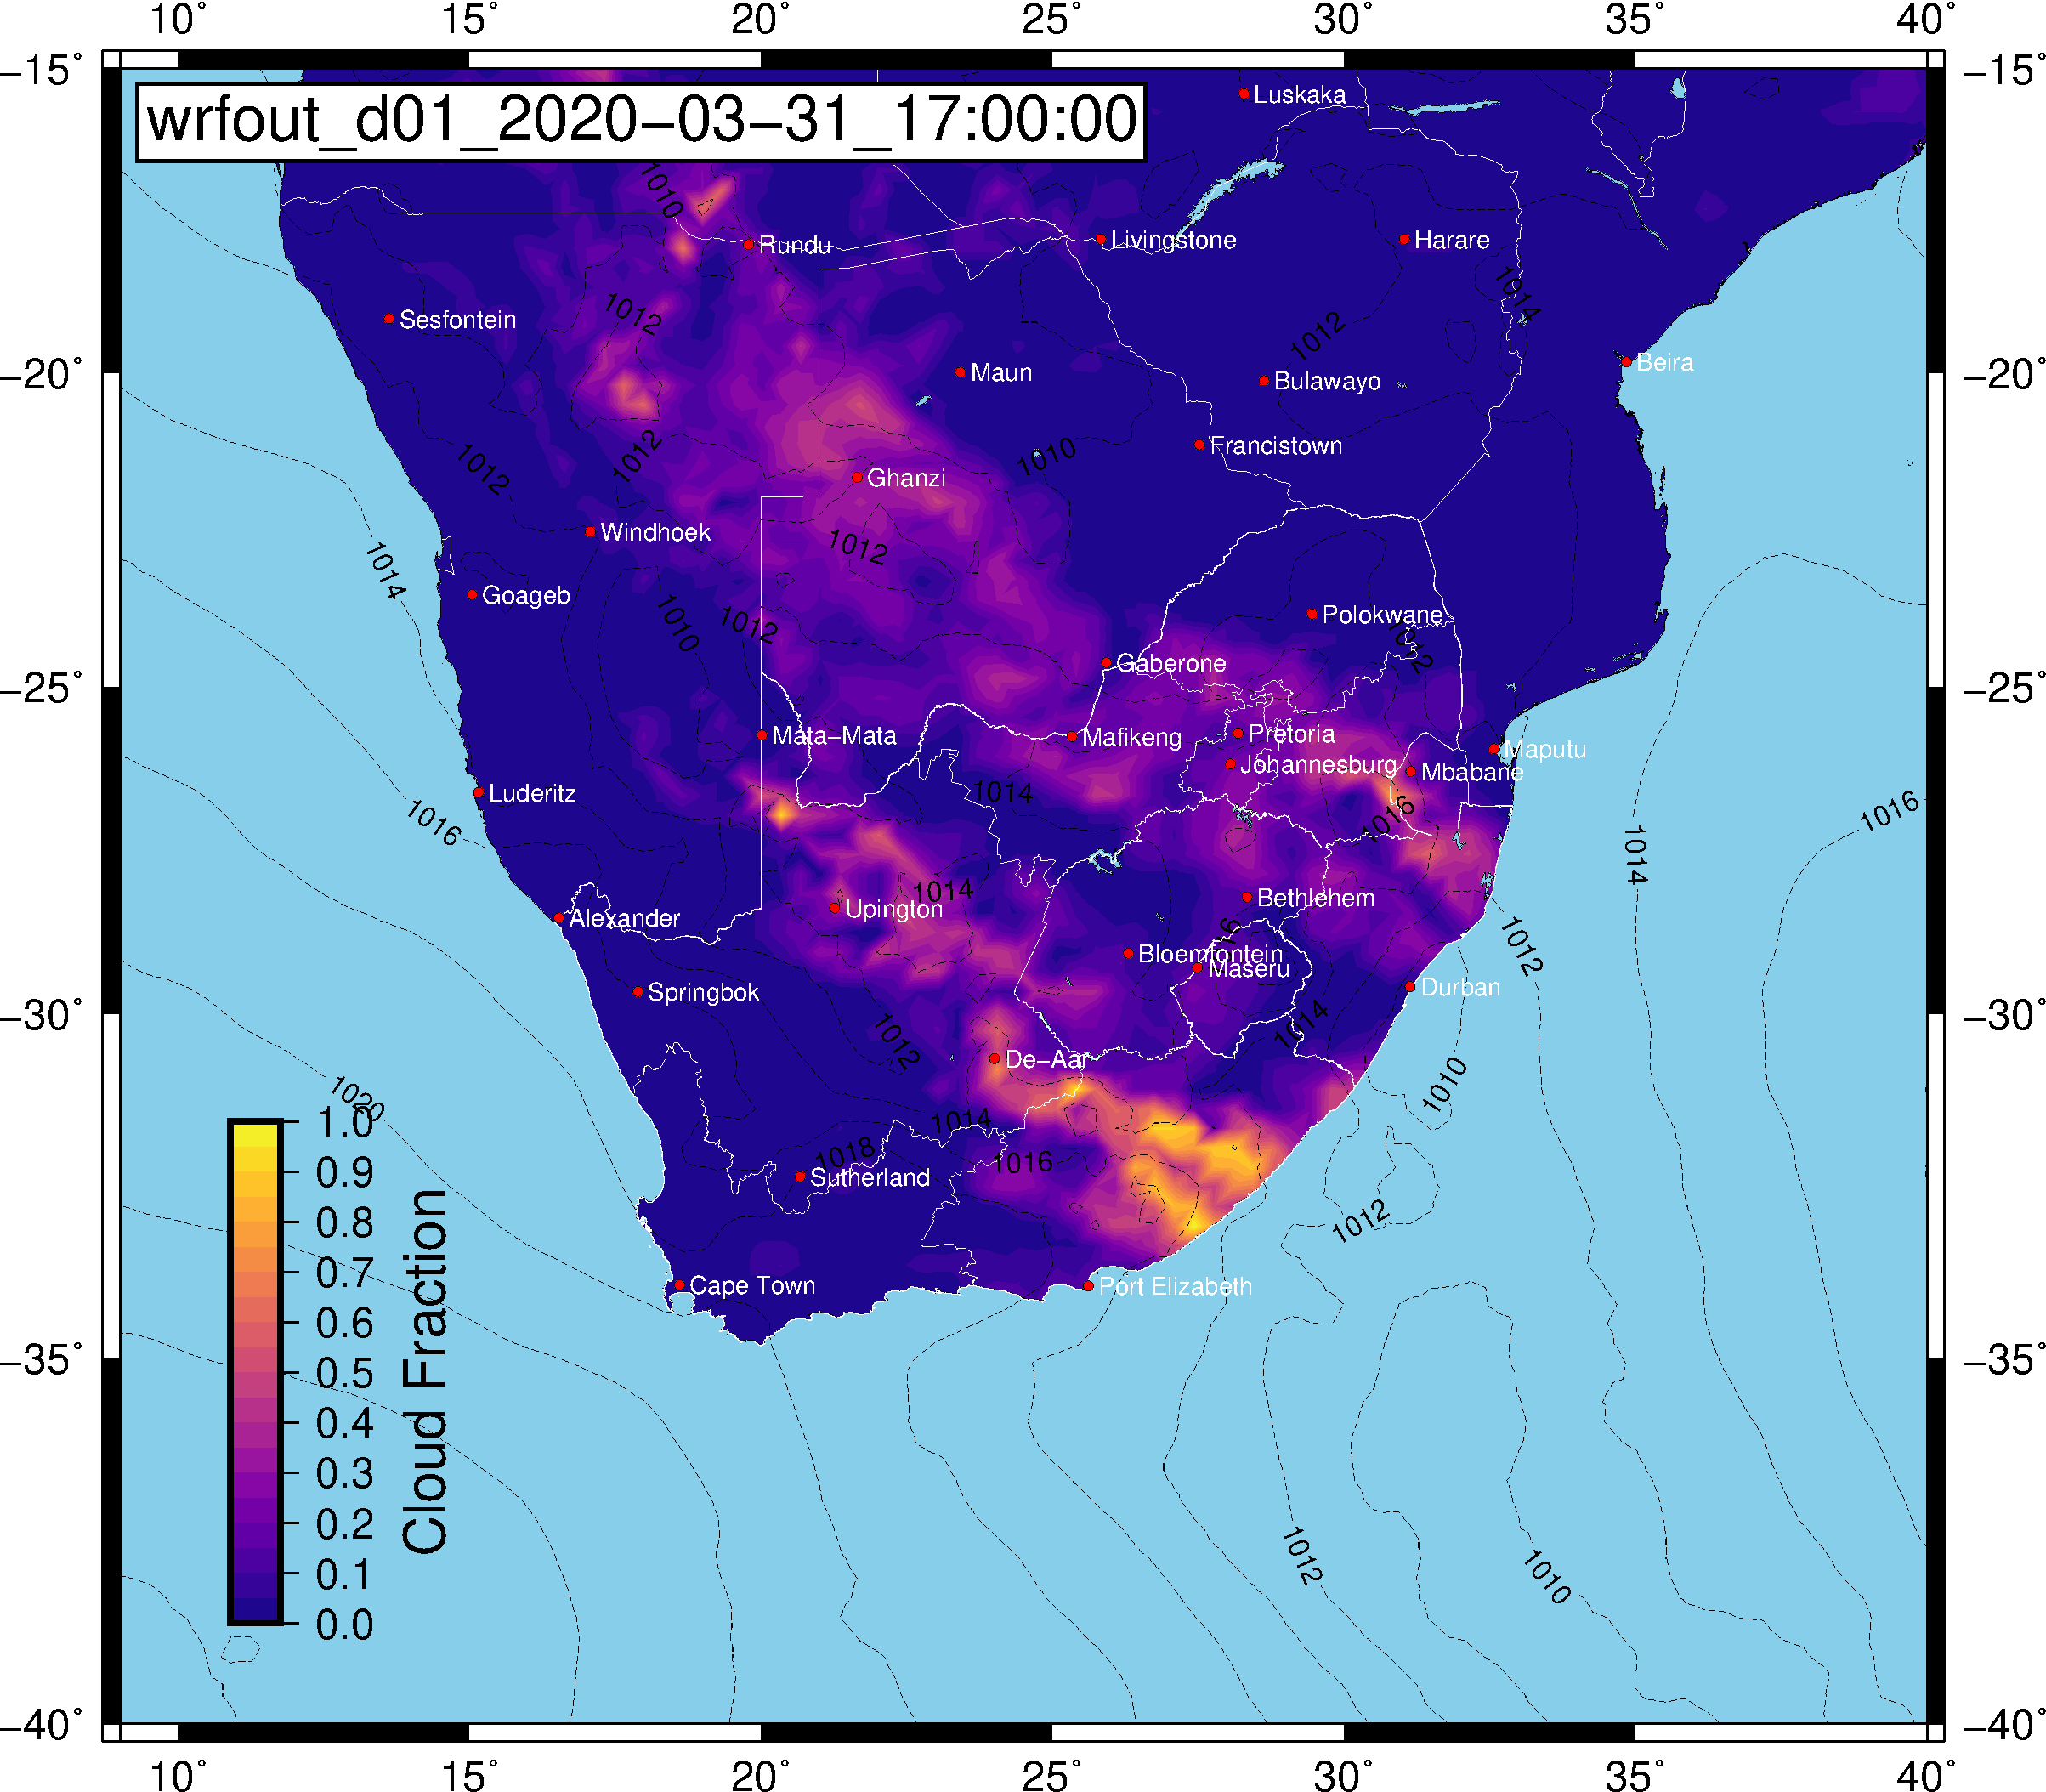 10° 15° 20° 25° 30° 35° 40°
−15° −15°
wrfout_d01_2020−03−31_17:00:00
Luskaka
1010
Rundu
Livingstone
Harare
1014
1012
Sesfontein
1012
−20° −20°
Maun
Bulawayo
Beira
1012
1012
1010
Francistown
Ghanzi
Windhoek
1012
1014
Goageb
1010
1012
Polokwane
1012
Gaberone
−25° −25°
Mata−Mata
Mafikeng
Pretoria
Maputu
Johannesburg
Mbabane
Luderitz
1014
1016
1016
1016
1014
Upington
1014
Bethlehem
Alexander
Bloemfontein
Maseru
1012
Durban
Springbok
−30° −30°
1012
1014
De−Aar
1010
1020
1014
1018
1016
Sutherland
1012
Cape Town
Port Elizabeth
−35° −35°
1.0
0.9
0.8
0.7
0.6
0.5
0.4
0.3
0.2
0.1
0.0
Cloud Fraction
1012
1010
−40° −40°
10° 15° 20° 25° 30° 35° 40°